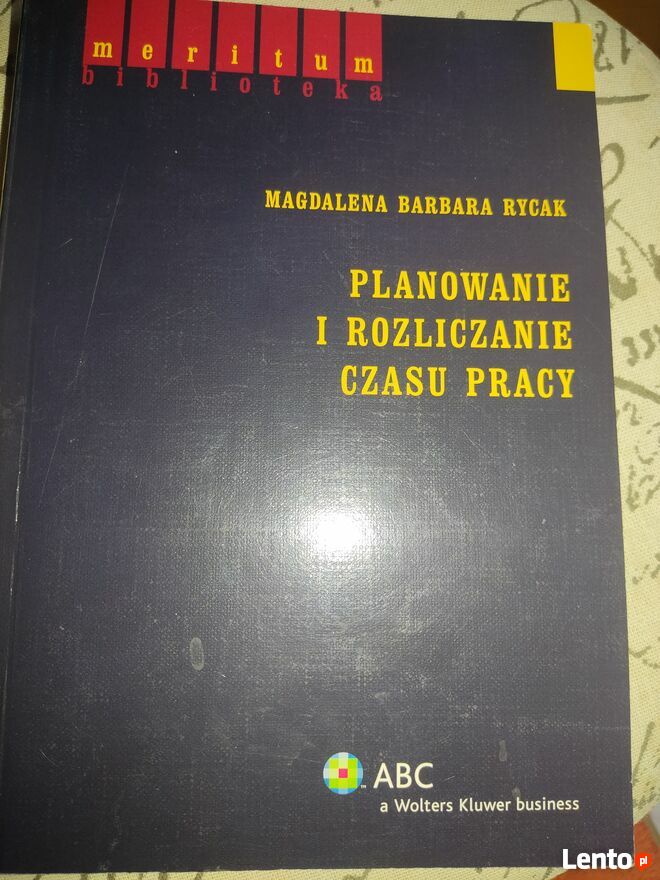 meritum
biblioteka
MAGDALENA BARBARA RYCAK
PLANOWANIE
I ROZLICZANIE
CZASU PRACY
ABC
a Wolters Kluwer business
Lento.pl